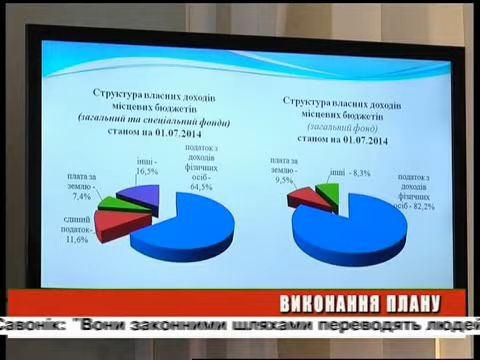 Структура власних доходів
місцевих бюджетів
(загальний та спеціальний фонди)
станом на 01.07.2014
інші -
16,5%
податок з
доходів
фізичних
осіб -
64,5%
плата за
землю -
7,4%
єдиний
податок-
11,6%
Структура власних доходів
місцевих бюджетів
(загальний фонд)
станом на 01.07.2014
плата за
землю -
9,5%
інші - 8,3%
податок з
доходів
фізичних
осіб - 82,2%
ВИКОНАННЯ ПЛАНУ
Савонік: "Вони законними шляхами переводять людей